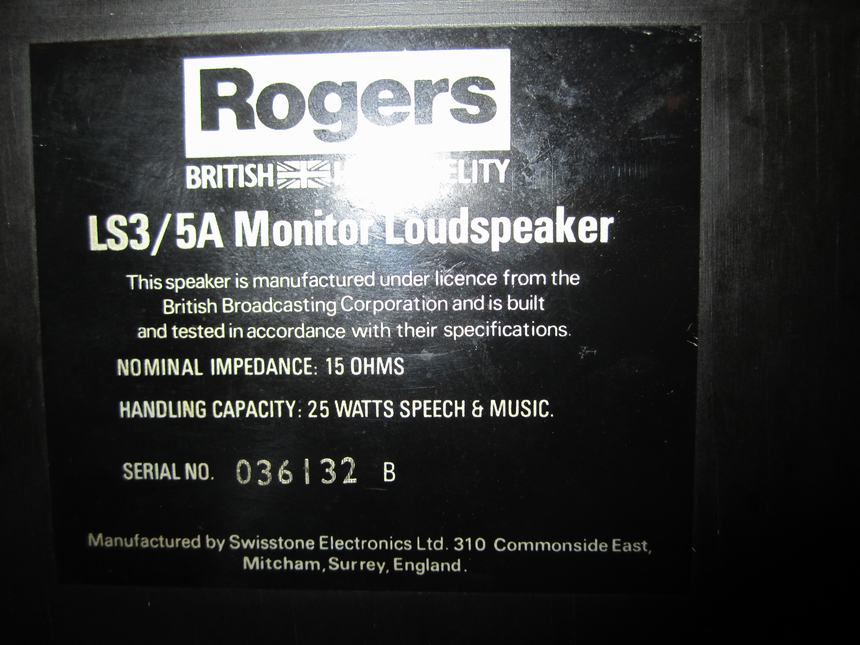 Rogers
BRITISH ELITY
LS3/5A Monitor Loudspeaker
This speaker is manufactured under licence from the
British Broadcasting Corporation and is built
and tested in accordance with their specifications.
NOMINAL IMPEDANCE: 15 OHMS
HANDLING CAPACITY: 25 WATTS SPEECH & MUSIC.
SERIAL NO. 036132 B
Manufactured by Swisstone Electronics Ltd. 310 Commonside East,
Mitcham, Surrey, England.